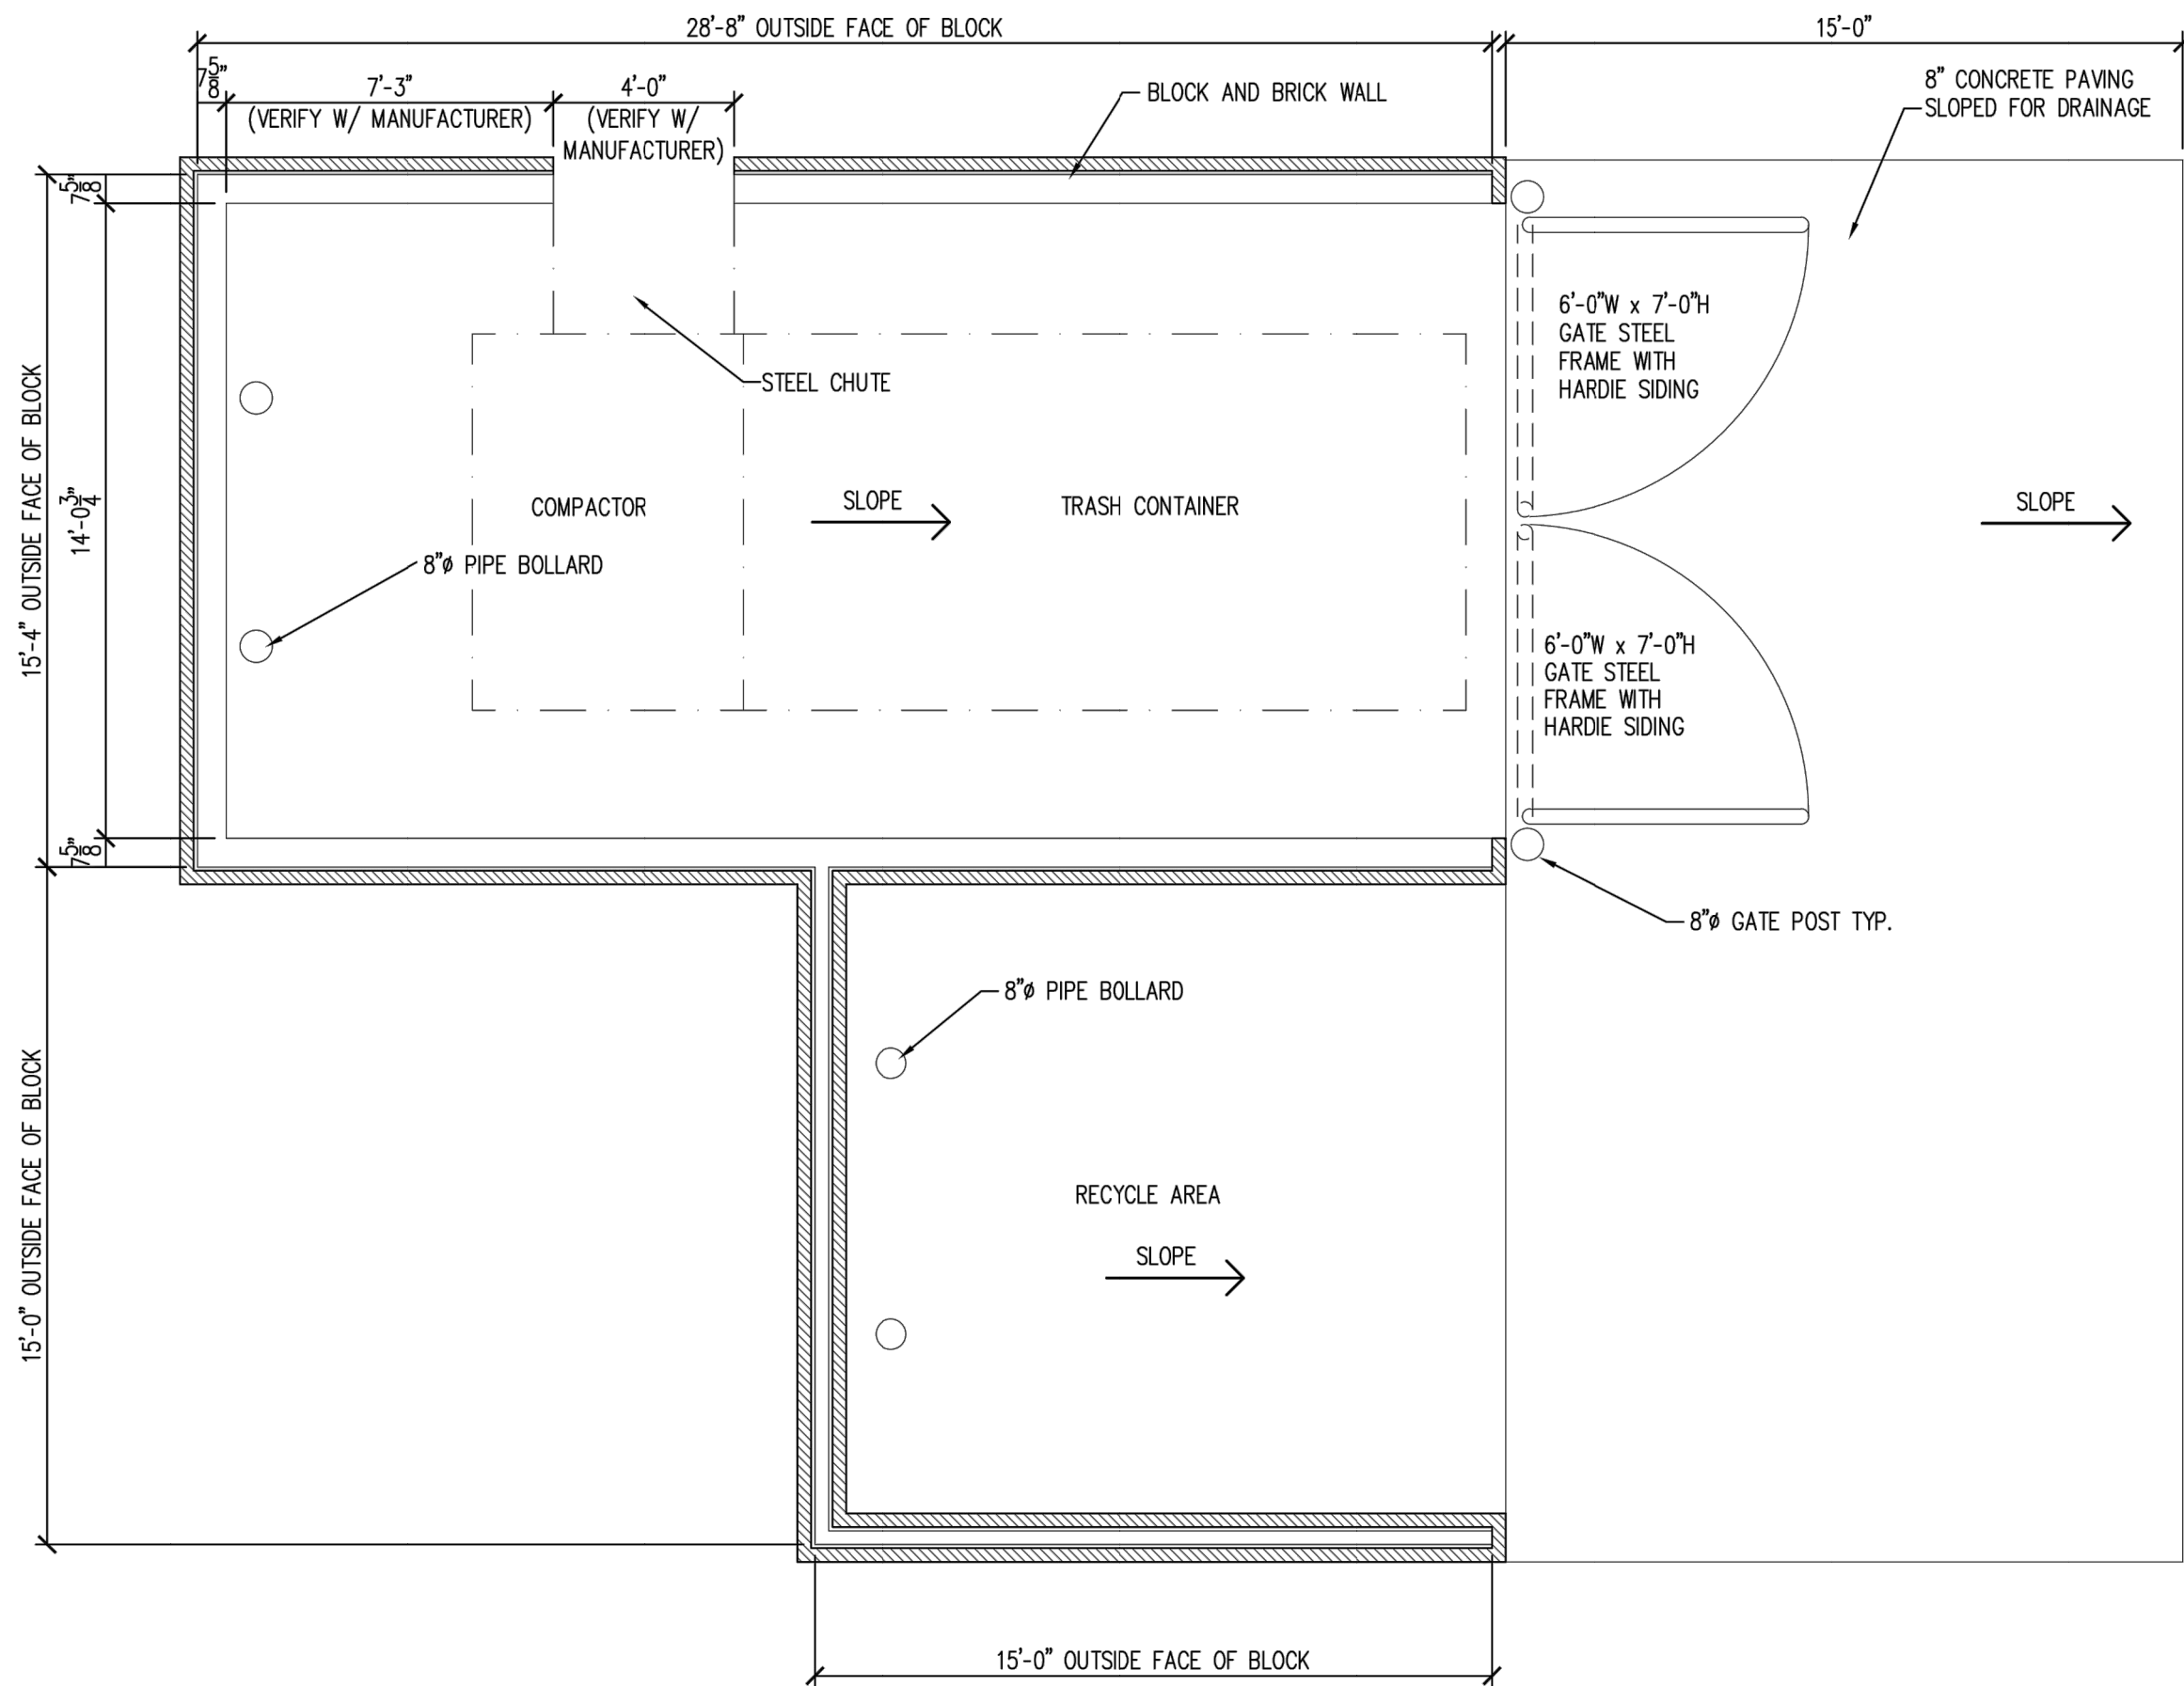 28'-8" OUTSIDE FACE OF BLOCK
15'-0"
7 5/8"
7'-3"
(VERIFY W/ MANUFACTURER)
4'-0"
(VERIFY W/
MANUFACTURER)
BLOCK AND BRICK WALL
8" CONCRETE PAVING
SLOPED FOR DRAINAGE
7 5/8"
15'-4" OUTSIDE FACE OF BLOCK
14'-0 3/4"
7 5/8"
STEEL CHUTE
6'-0"W x 7'-0"H
GATE STEEL
FRAME WITH
HARDIE SIDING
COMPACTOR
SLOPE
TRASH CONTAINER
SLOPE
8"ø PIPE BOLLARD
6'-0"W x 7'-0"H
GATE STEEL
FRAME WITH
HARDIE SIDING
8"ø GATE POST TYP.
8"ø PIPE BOLLARD
15'-0" OUTSIDE FACE OF BLOCK
RECYCLE AREA
SLOPE
15'-0" OUTSIDE FACE OF BLOCK